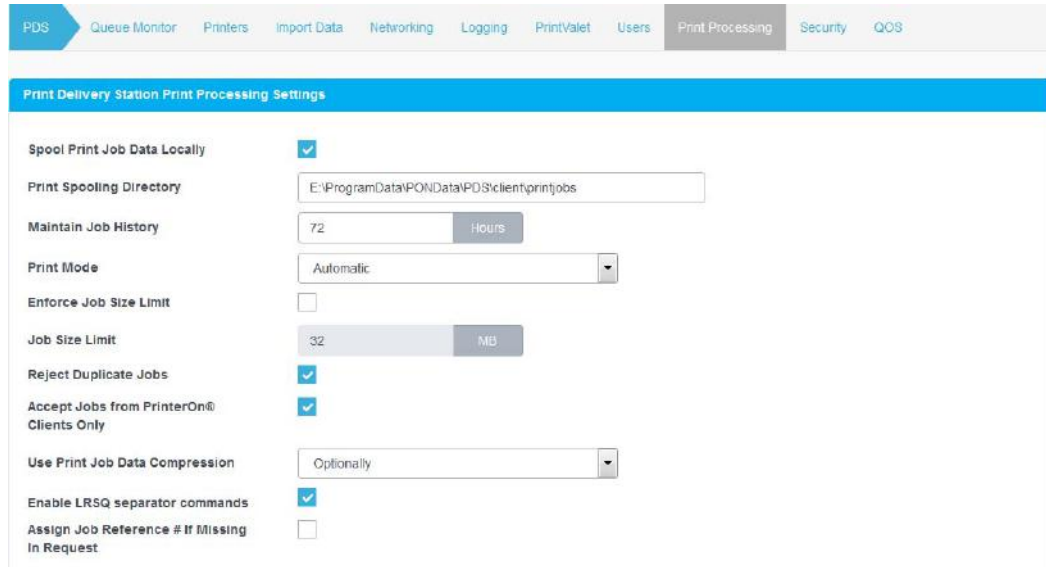 PDS Queue Monitor Printers Import Data Networking Logging PrintValet Users Print Processing Security QOS
Print Delivery Station Print Processing Settings
Spool Print Job Data Locally
Print Spooling Directory E:\ProgramData\PONData\PDS\client\printjobs
Maintain Job History 72 Hours
Print Mode Automatic
Enforce Job Size Limit
Job Size Limit 32 MB
Reject Duplicate Jobs
Accept Jobs from PrinterOn®
Clients Only
Use Print Job Data Compression Optionally
Enable LRSQ separator commands
Assign Job Reference # If Missing
In Request